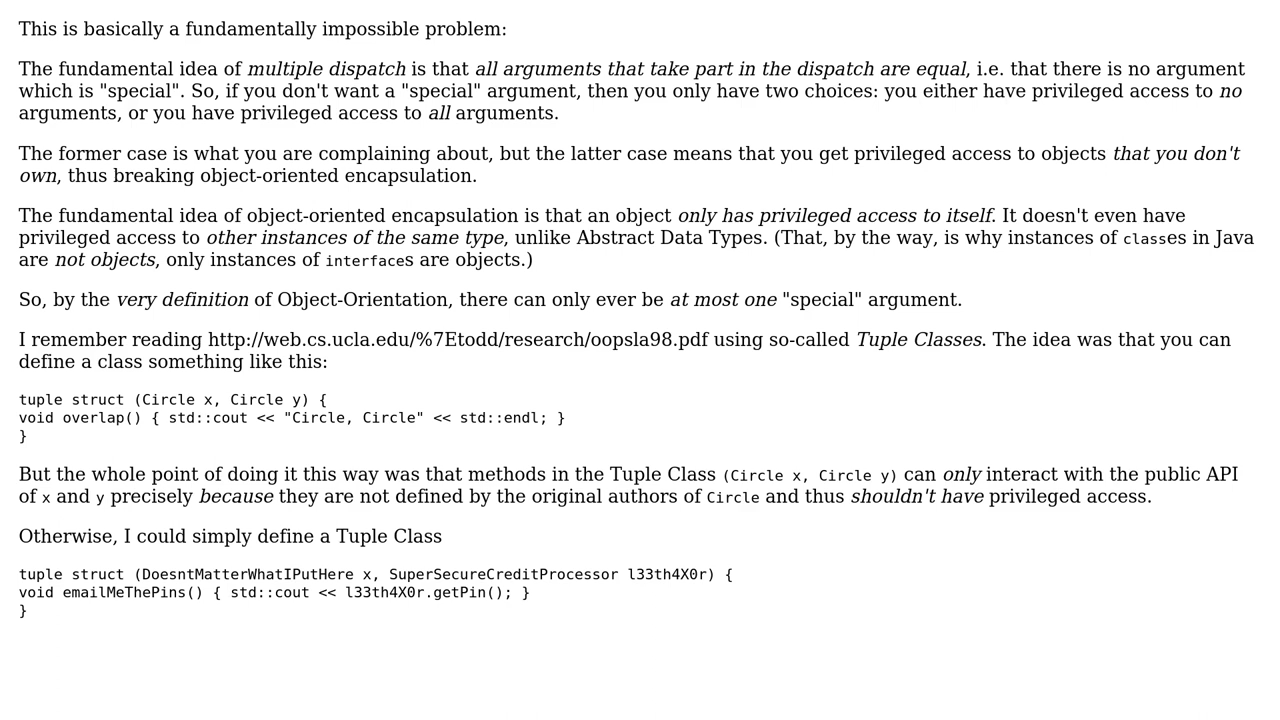 This is basically a fundamentally impossible problem:
The fundamental idea of multiple dispatch is that all arguments that take part in the dispatch are equal, i.e. that there is no argument
which is "special". So, if you don't want a "special" argument, then you only have two choices: you either have privileged access to no
arguments, or you have privileged access to all arguments.
The former case is what you are complaining about, but the latter case means that you get privileged access to objects that you don't
own, thus breaking object-oriented encapsulation.
The fundamental idea of object-oriented encapsulation is that an object only has privileged access to itself. It doesn't even have
privileged access to other instances of the same type, unlike Abstract Data Types. (That, by the way, is why instances of classes in Java
are not objects, only instances of interfaces are objects.)
So, by the very definition of Object-Orientation, there can only ever be at most one "special" argument.
I remember reading http://web.cs.ucla.edu/%7Etodd/research/oopsla98.pdf using so-called Tuple Classes. The idea was that you can
define a class something like this:
tuple struct (Circle x, Circle y) {
void overlap() { std::cout << "Circle, Circle" << std::endl; }
}
But the whole point of doing it this way was that methods in the Tuple Class (Circle x, Circle y) can only interact with the public API
of x and y precisely because they are not defined by the original authors of Circle and thus shouldn't have privileged access.
Otherwise, I could simply define a Tuple Class
tuple struct (DoesntMatterWhatIPutHere x, SuperSecureCreditProcessor l33th4X0r) {
void emailMeThePins() { std::cout << l33th4X0r.getPin(); }
}